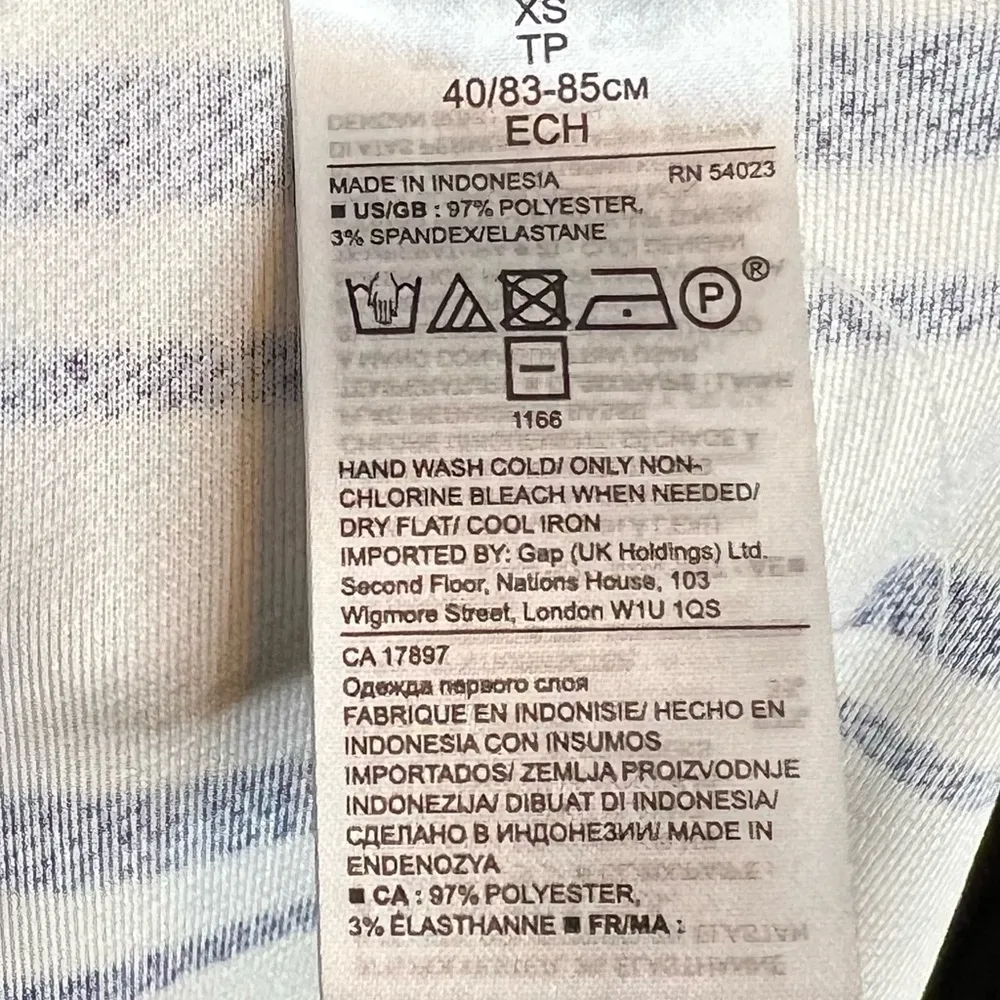 XS
TP
40/83-85CM
ECH
MADE IN INDONESIA RN 54023
■ US/GB : 97% POLYESTER,
3% SPANDEX/ELASTANE
P ®
1166
HAND WASH COLD/ ONLY NON-
CHLORINE BLEACH WHEN NEEDED/
DRY FLAT/ COOL IRON
IMPORTED BY: Gap (UK Holdings) Ltd.
Second Floor, Nations House, 103
Wigmore Street, London W1U 1QS
CA 17897
Одежда первого слоя
FABRIQUE EN INDONISIE/ HECHO EN
INDONESIA CON INSUMOS
IMPORTADOS/ ZEMLJA PROIZVODNJE
INDONEZIJA/ DIBUAT DI INDONESIA/
СДЕЛАНО В ИНДОНЕЗИИ/ MADE IN
ENDENOZYA
■ CA : 97% POLYESTER,
3% ÉLASTHANNE ■ FR/MA :